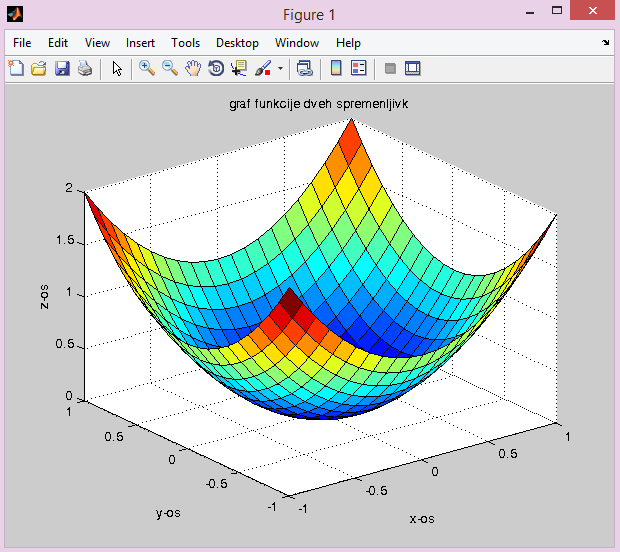 Figure 1
File Edit View Insert Tools Desktop Window Help
graf funkcije dveh spremenljivk
2
1.5
1
0.5
0
z-os
1
0.5
0
-0.5
-1
y-os
-1
-0.5
0
0.5
1
x-os